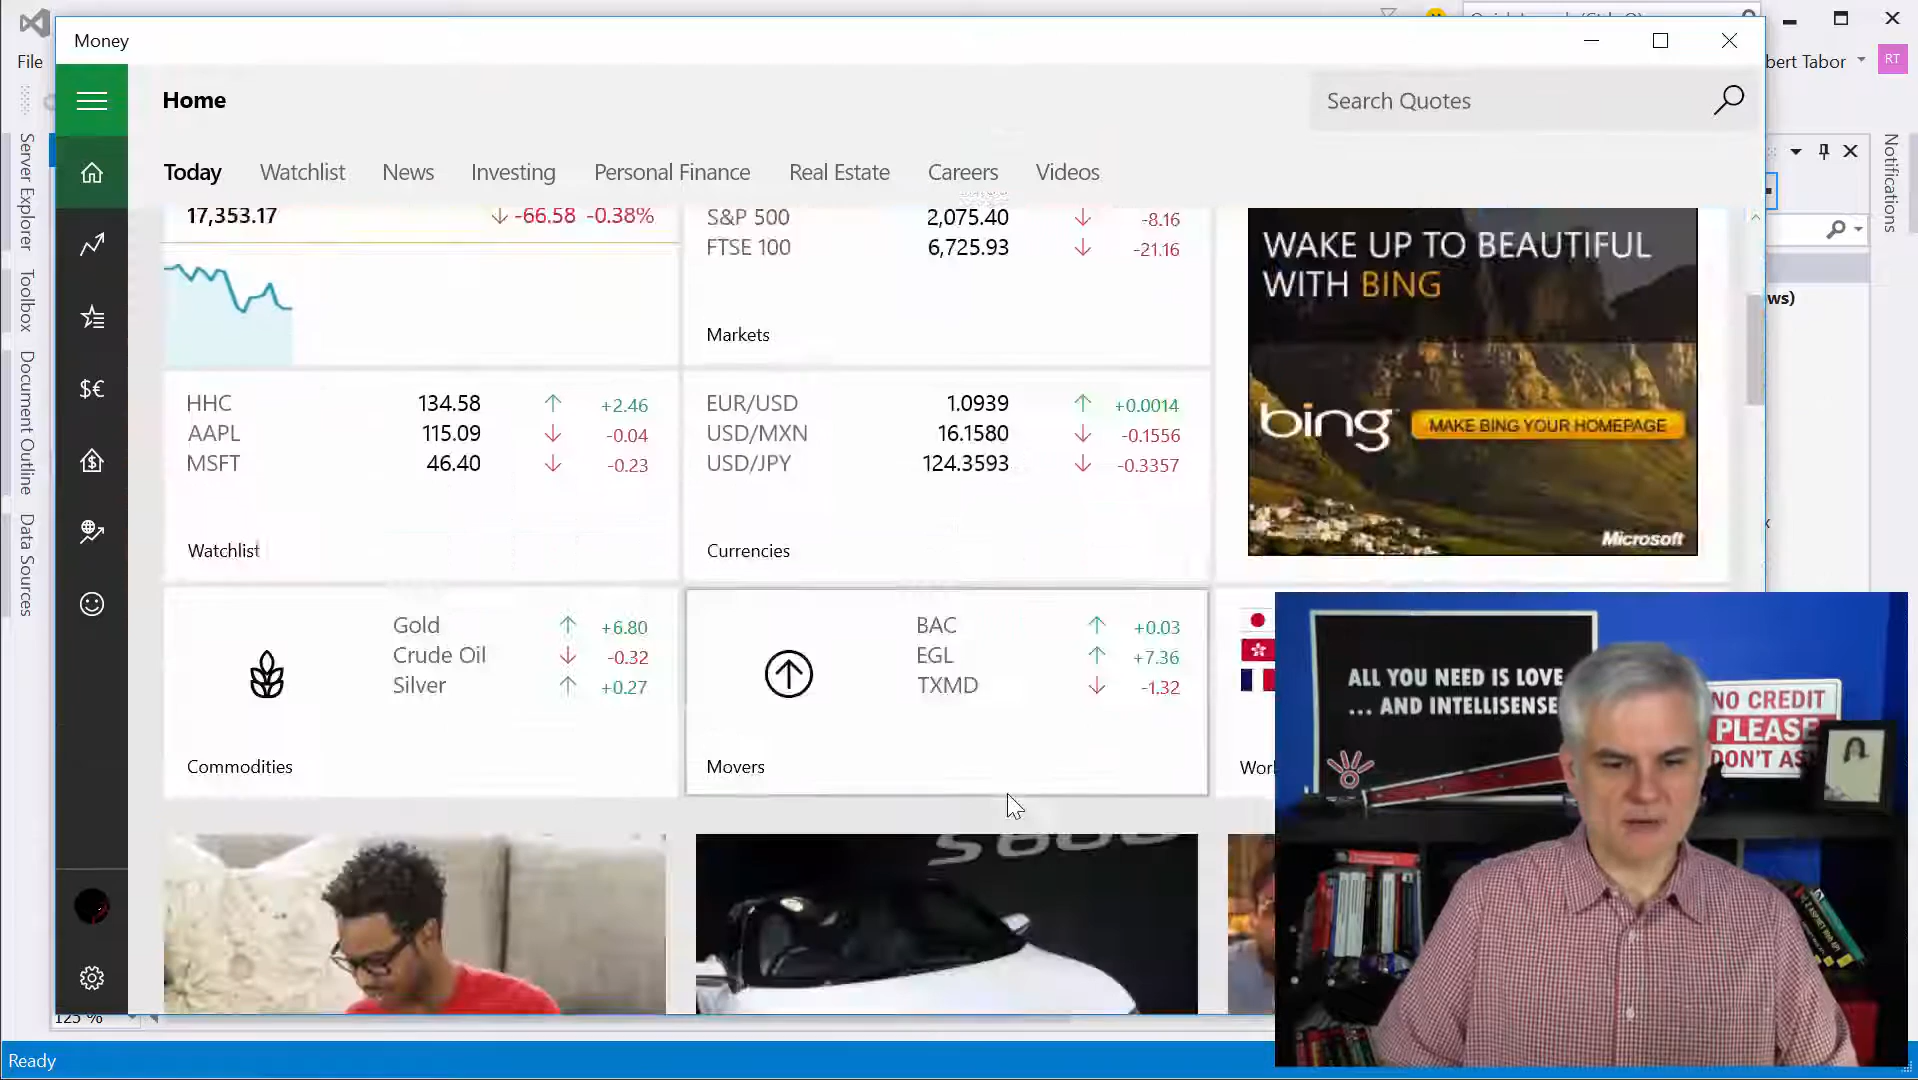 Money
File
bert Tabor
RT
Home
Search Quotes
Today Watchlist News Investing Personal Finance Real Estate Careers Videos
Server Explorer
Toolbox
Document Outline
Data Sources
Notifications
17,353.17 -66.58 -0.38%
S&P 500 2,075.40 -8.16
FTSE 100 6,725.93 -21.16
Markets
WAKE UP TO BEAUTIFUL
WITH BING
bing MAKE BING YOUR HOMEPAGE
Microsoft
ws)
HHC 134.58 +2.46
AAPL 115.09 -0.04
MSFT 46.40 -0.23
Watchlist
EUR/USD 1.0939 +0.0014
USD/MXN 16.1580 -0.1556
USD/JPY 124.3593 -0.3357
Currencies
$€
Gold +6.80
Crude Oil -0.32
Silver +0.27
Commodities
BAC +0.03
EGL +7.36
TXMD -1.32
Movers
Worl
ALL YOU NEED IS LOVE
... AND INTELLISENSE
NO CREDIT
PLEASE
DON'T AS
S600
125 %
Ready